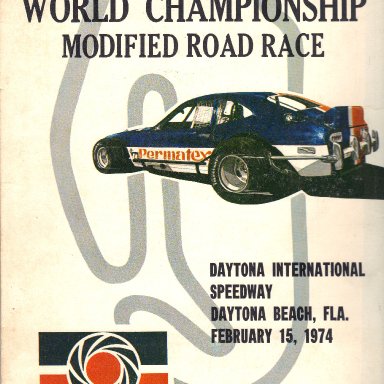 WORLD CHAMPIONSHIP
MODIFIED ROAD RACE
Permatex
DAYTONA INTERNATIONAL
SPEEDWAY
DAYTONA BEACH, FLA.
FEBRUARY 15, 1974